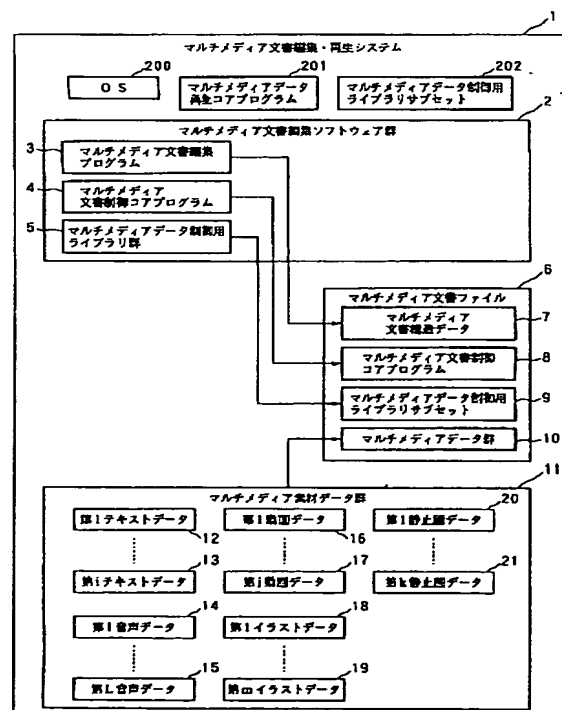 1
マルチメディア文書編集・再生システム
200
201
202
OS
マルチメディアデータ
再生コアプログラム
マルチメディアデータ制御用
ライブラリサブセット
2
マルチメディア文書編集ソフトウェア群
3
マルチメディア文書編集
プログラム
4
マルチメディア
文書制御コアプログラム
5
マルチメディアデータ制御用
ライブラリ群
6
マルチメディア文書ファイル
マルチメディア
文書構造データ
7
マルチメディア文書制御
コアプログラム
8
マルチメディアデータ制御用
ライブラリサブセット
9
マルチメディアデータ群
10
11
マルチメディア素材データ群
第1テキストデータ
12
第1動画データ
16
第1静止画データ
20
第iテキストデータ
13
第j動画データ
17
第k静止画データ
21
第1音声データ
14
第1イラストデータ
18
第L音声データ
15
第mイラストデータ
19